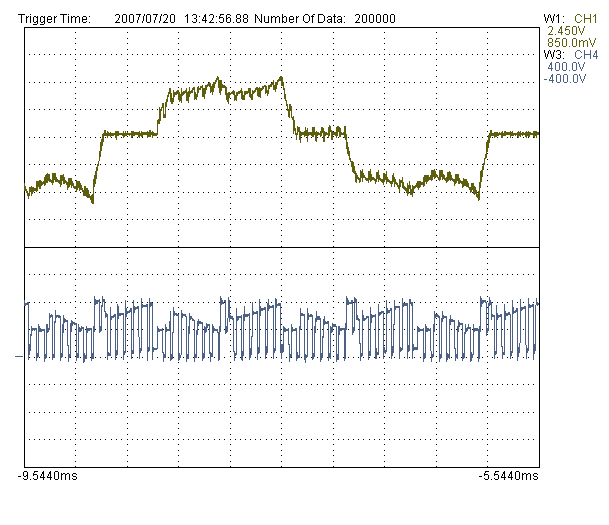 Trigger Time: 2007/07/20 13:42:56.88 Number Of Data: 200000
W1: CH1
2.450V
850.0mV
W3: CH4
400.0V
-400.0V
-9.5440ms
-5.5440ms